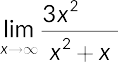 lim x→∞ 3x² / x² + x